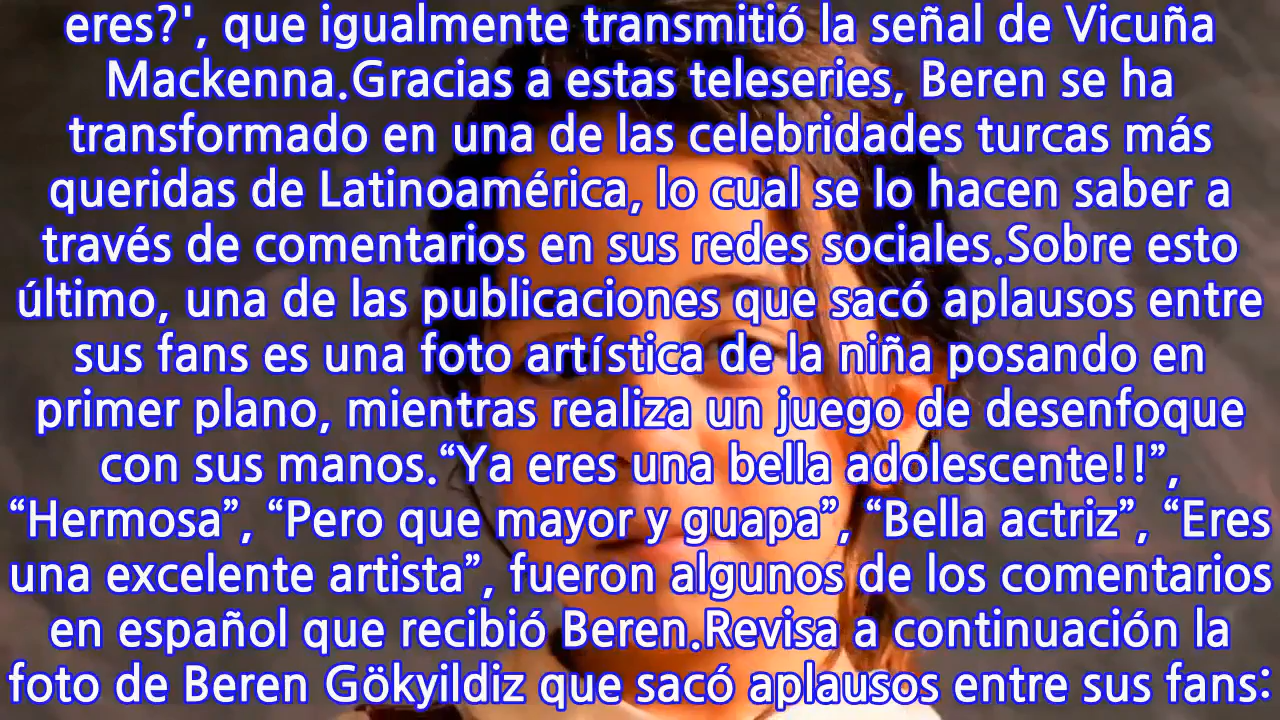 eres?', que igualmente transmitió la señal de Vicuña
Mackenna.Gracias a estas teleseries, Beren se ha
transformado en una de las celebridades turcas más
queridas de Latinoamérica, lo cual se lo hacen saber a
través de comentarios en sus redes sociales.Sobre esto
último, una de las publicaciones que sacó aplausos entre
sus fans es una foto artística de la niña posando en
primer plano, mientras realiza un juego de desenfoque
con sus manos.“Ya eres una bella adolescente!!”,
“Hermosa”, “Pero que mayor y guapa”, “Bella actriz”, “Eres
una excelente artista”, fueron algunos de los comentarios
en español que recibió Beren.Revisa a continuación la
foto de Beren Gökyildiz que sacó aplausos entre sus fans: